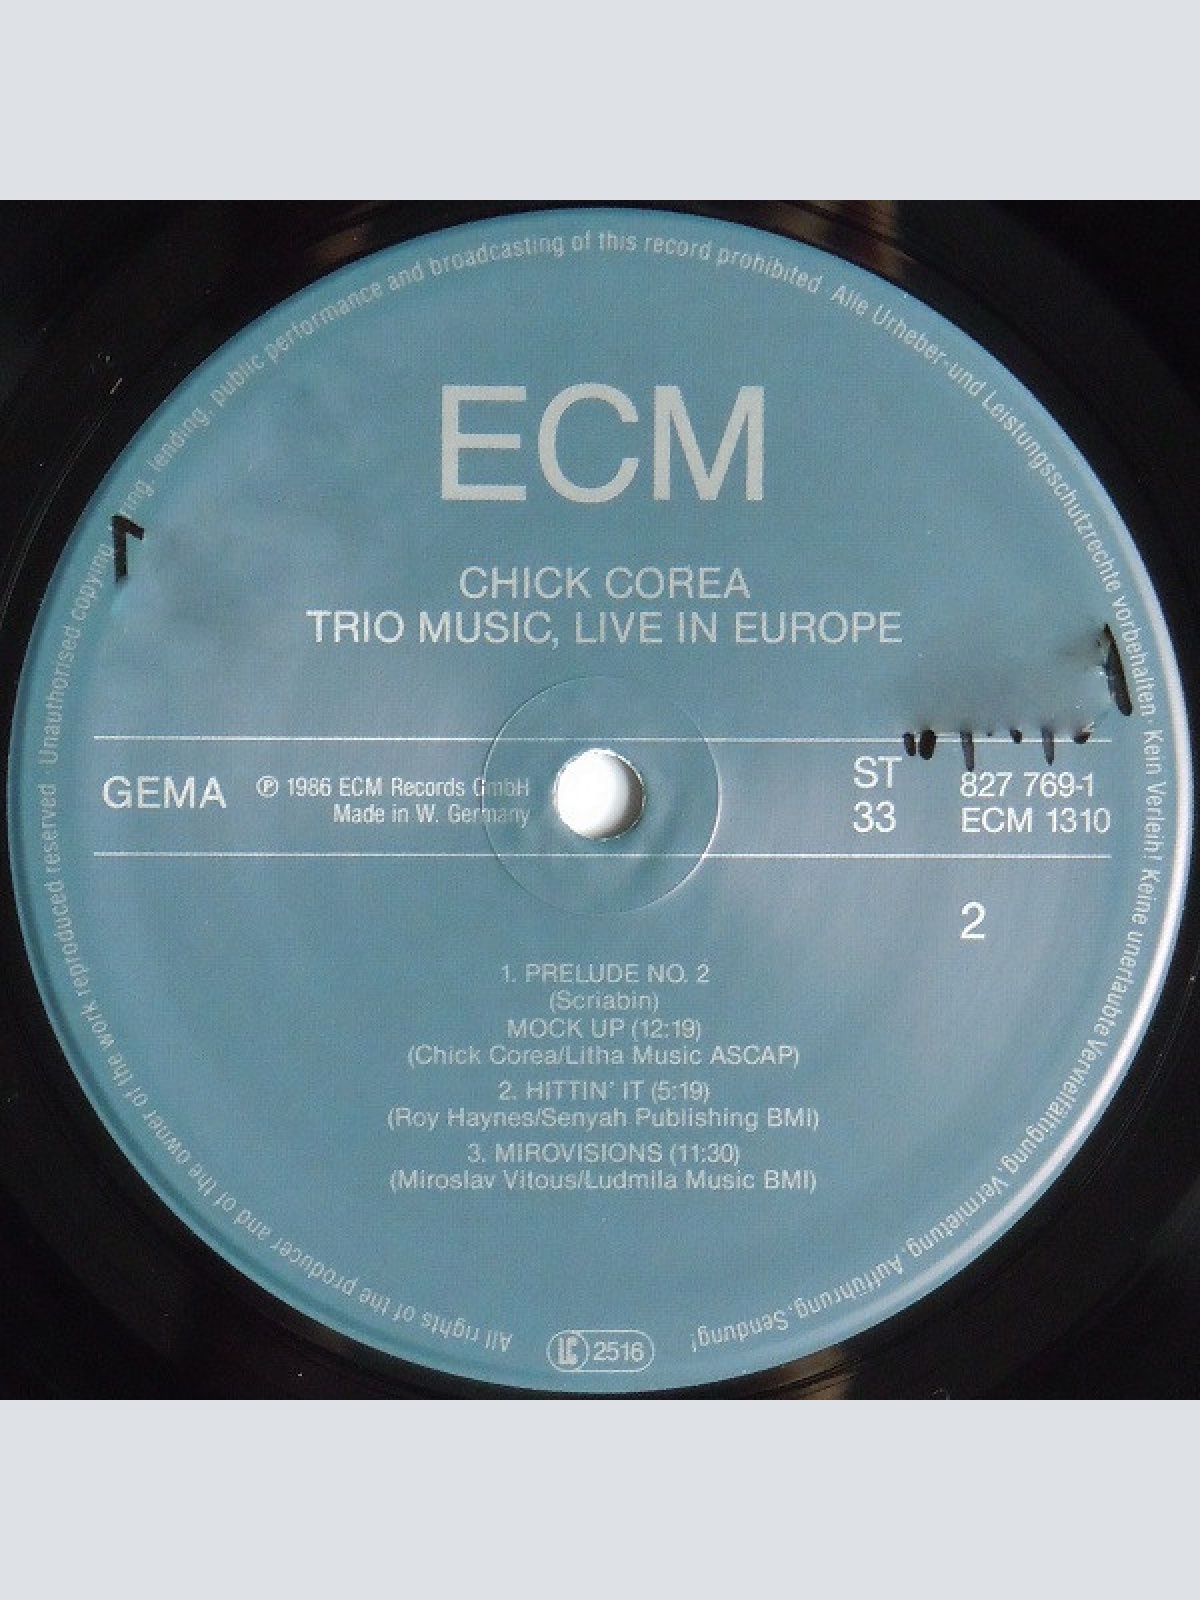 All rights of the producer and of the owner of the work reproduced reserved · Unauthorised copying, lending, public performance and broadcasting of this record prohibited. Alle Urheber- und Leistungsschutzrechte vorbehalten · Kein Verleih! Keine unerlaubte Vervielfältigung, Vermietung, Aufführung, Sendung!
ECM
CHICK COREA
TRIO MUSIC, LIVE IN EUROPE
GEMA
℗ 1986 ECM Records GmbH
Made in W. Germany
ST
33
827 769-1
ECM 1310
2
1. PRELUDE NO. 2
(Scriabin)
MOCK UP (12:19)
(Chick Corea/Litha Music ASCAP)
2. HITTIN' IT (5:19)
(Roy Haynes/Senyah Publishing BMI)
3. MIROVISIONS (11:30)
(Miroslav Vitous/Ludmila Music BMI)
LC 2516